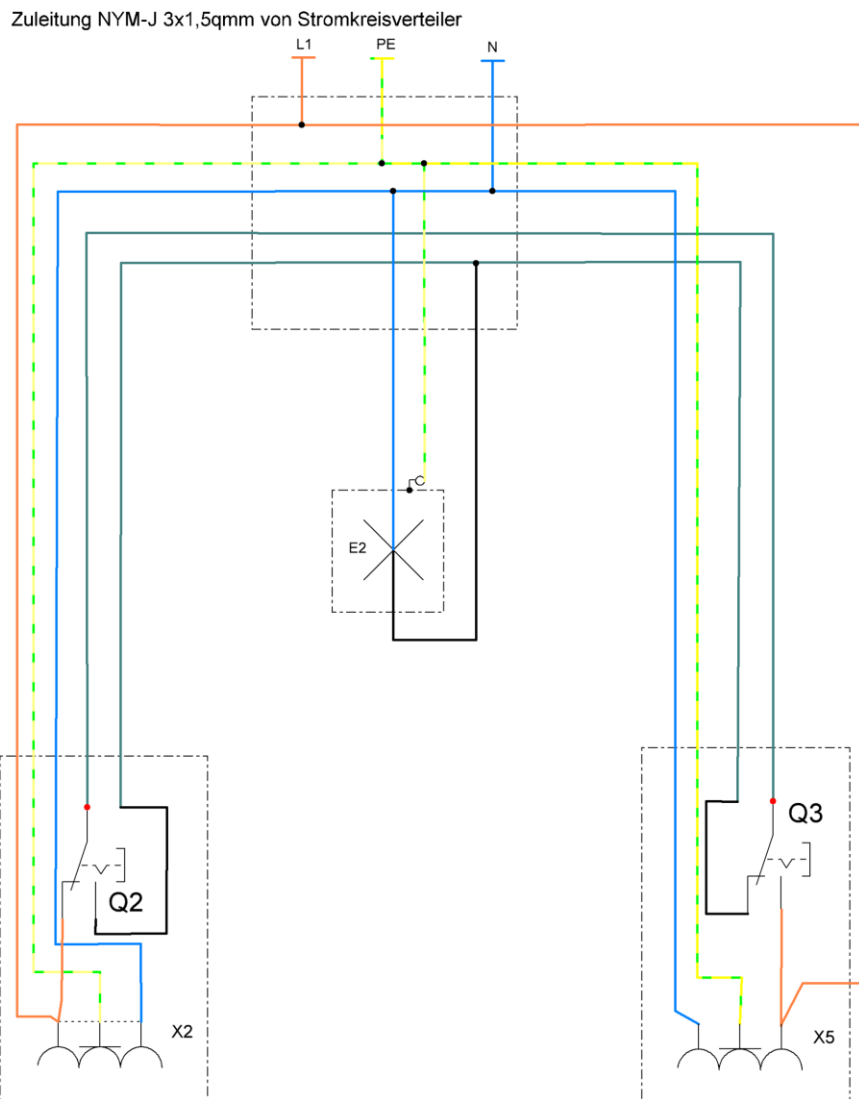 Zuleitung NYM-J 3x1,5qmm von Stromkreisverteiler
L1 PE N
E2
Q3
Q2
X2
X5